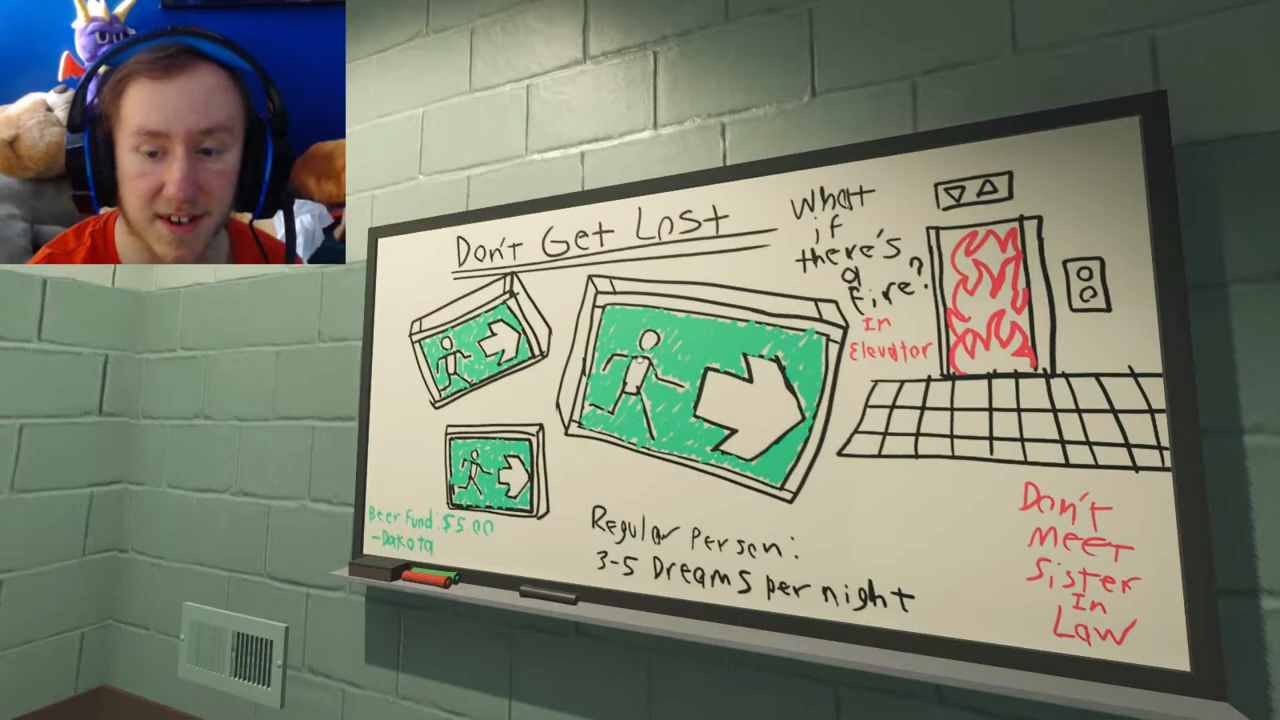 Don't Get Lost
What
if
there's
a
Fire?
In
Elevator
Beer Fund: $5.00
-Dakota
Regular Person:
3-5 Dreams per night
Don't
Meet
Sister
In
Law